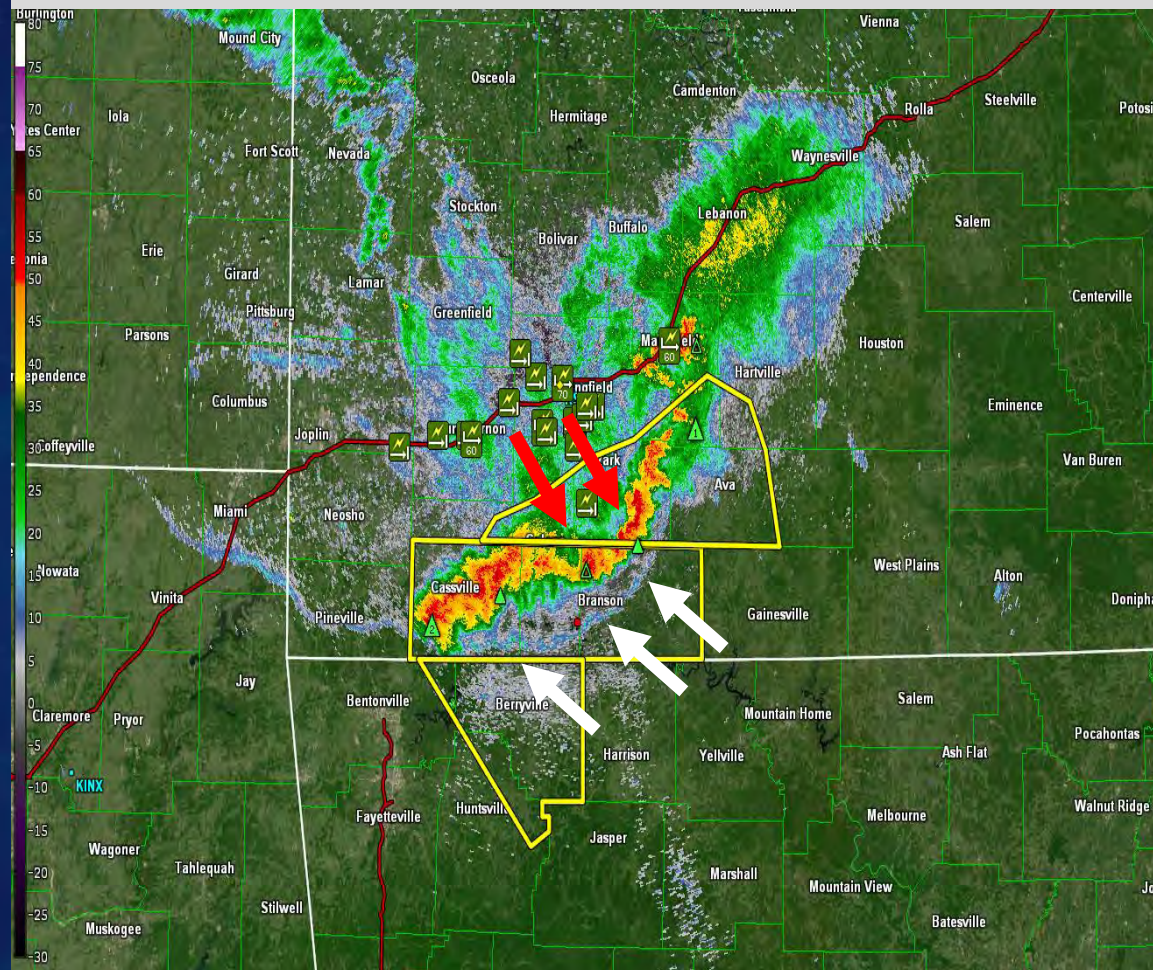 Burlington
Vienna
Mound City
Osceola
Camdenton
Steelville
Rolla
Iola
Hermitage
Yates Center
Fort Scott
Nevada
Waynesville
Stockton
Lebanon
Salem
Buffalo
Bolivar
Erie
Girard
Lamar
Centerville
Pittsburg
Greenfield
Parsons
Houston
60
Hartville
Independence
70
Columbus
Eminence
Joplin
60
Coffeyville
Van Buren
Ava
Miami
Neosho
1
Nowata
West Plains
Alton
Cassville
Vinita
Branson
Pineville
Gainesville
2
Jay
Bentonville
Berryville
Salem
Claremore
Pryor
Mountain Home
Pocahontas
Harrison
Yellville
Ash Flat
KINX
Huntsville
Fayetteville
Walnut Ridge
Melbourne
Jasper
Wagoner
Tahlequah
Marshall
Mountain View
Stilwell
Batesville
Muskogee
80
75
70
65
60
55
50
45
40
35
30
25
20
15
10
5
0
-5
-10
-15
-20
-25
-30